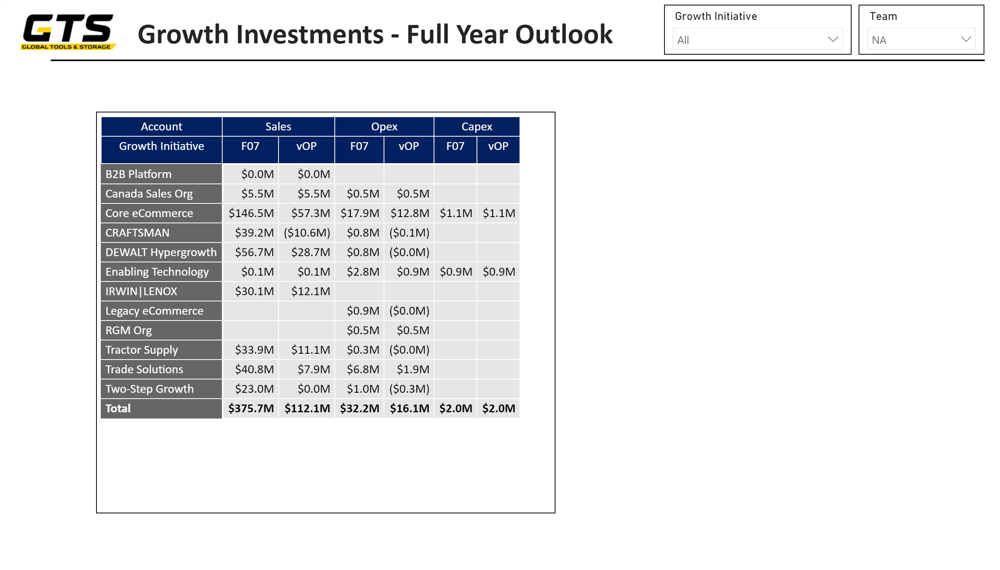 GTS
GLOBAL TOOLS & STORAGE
Growth Investments - Full Year Outlook
Growth Initiative
All
Team
NA
Account Sales Opex Capex
Growth Initiative F07 vOP F07 vOP F07 vOP
B2B Platform $0.0M $0.0M
Canada Sales Org $5.5M $5.5M $0.5M $0.5M
Core eCommerce $146.5M $57.3M $17.9M $12.8M $1.1M $1.1M
CRAFTSMAN $39.2M ($10.6M) $0.8M ($0.1M)
DEWALT Hypergrowth $56.7M $28.7M $0.8M ($0.0M)
Enabling Technology $0.1M $0.1M $2.8M $0.9M $0.9M $0.9M
IRWIN|LENOX $30.1M $12.1M
Legacy eCommerce $0.9M ($0.0M)
RGM Org $0.5M $0.5M
Tractor Supply $33.9M $11.1M $0.3M ($0.0M)
Trade Solutions $40.8M $7.9M $6.8M $1.9M
Two-Step Growth $23.0M $0.0M $1.0M ($0.3M)
Total $375.7M $112.1M $32.2M $16.1M $2.0M $2.0M